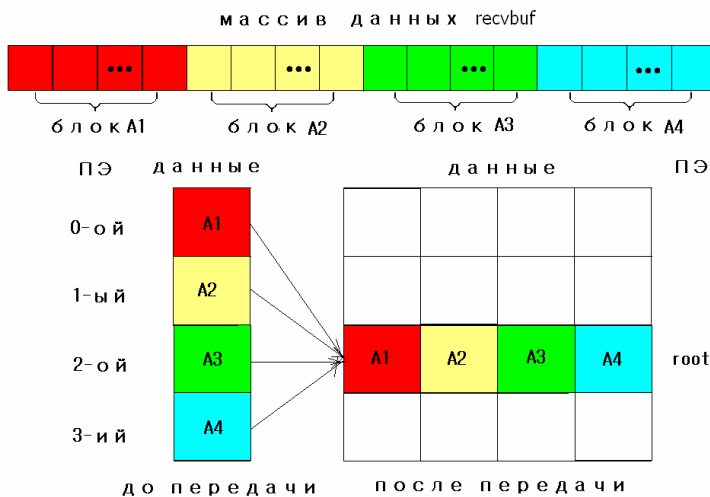 массив данных recvbuf
блок A1 блок A2 блок A3 блок A4
ПЭ данные данные ПЭ
0-ой A1
1-ый A2
2-ой A3 A1 A2 A3 A4 root
3-ий A4
до передачи после передачи